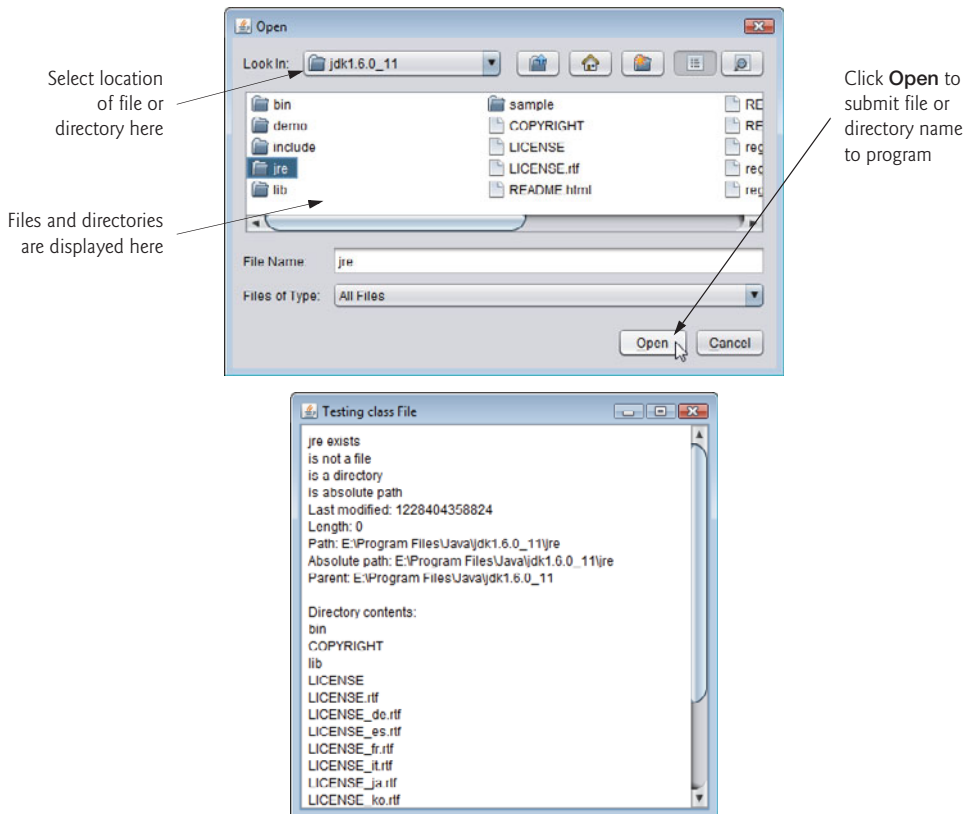 Open
Look In: jdk1.6.0_11
Select location
of file or
directory here
Click Open to
submit file or
directory name
to program
bin
demo
include
jre
lib
sample
COPYRIGHT
LICENSE
LICENSE.rtf
README.html
RE
RE
reg
reg
reg
Files and directories
are displayed here
File Name: jre
Files of Type: All Files
Open
Cancel
Testing class File
jre exists
is not a file
is a directory
is absolute path
Last modified: 1228404358824
Length: 0
Path: E:\Program Files\Java\jdk1.6.0_11\jre
Absolute path: E:\Program Files\Java\jdk1.6.0_11\jre
Parent: E:\Program Files\Java\jdk1.6.0_11
Directory contents:
bin
COPYRIGHT
lib
LICENSE
LICENSE.rtf
LICENSE_de.rtf
LICENSE_es.rtf
LICENSE_fr.rtf
LICENSE_it.rtf
LICENSE_ja.rtf
LICENSE_ko.rtf